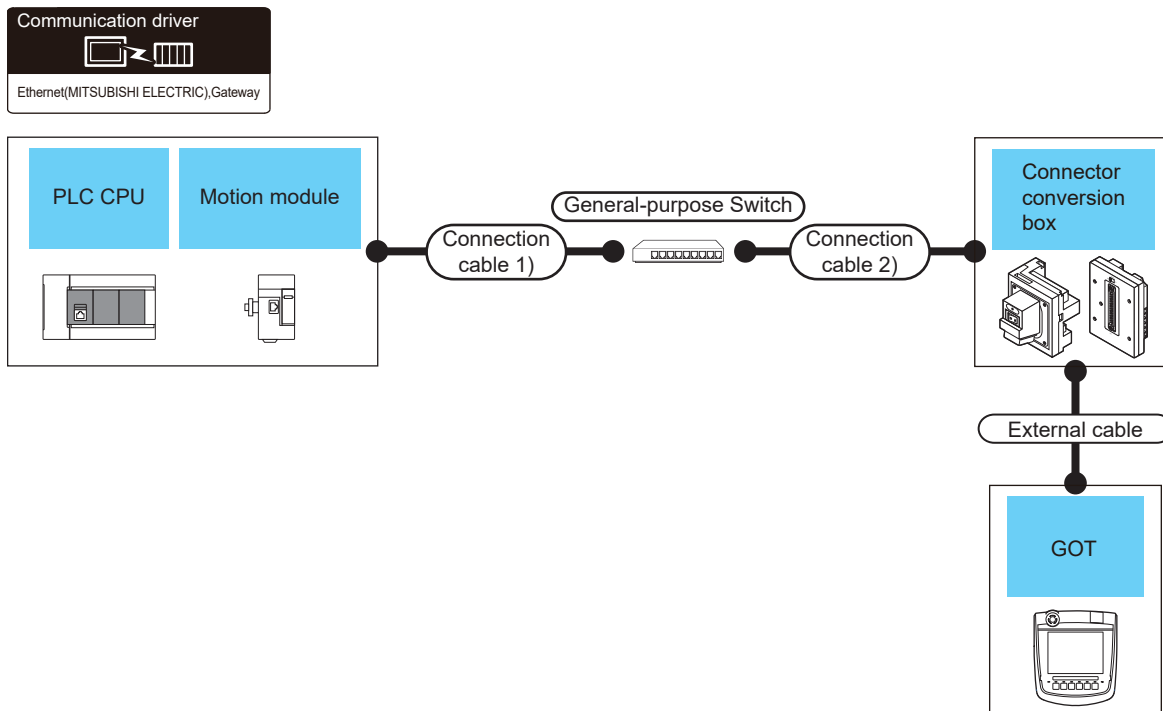 Communication driver
Ethernet(MITSUBISHI ELECTRIC),Gateway
PLC CPU
Motion module
Connection
cable 1)
General-purpose Switch
Connection
cable 2)
Connector
conversion
box
External cable
GOT